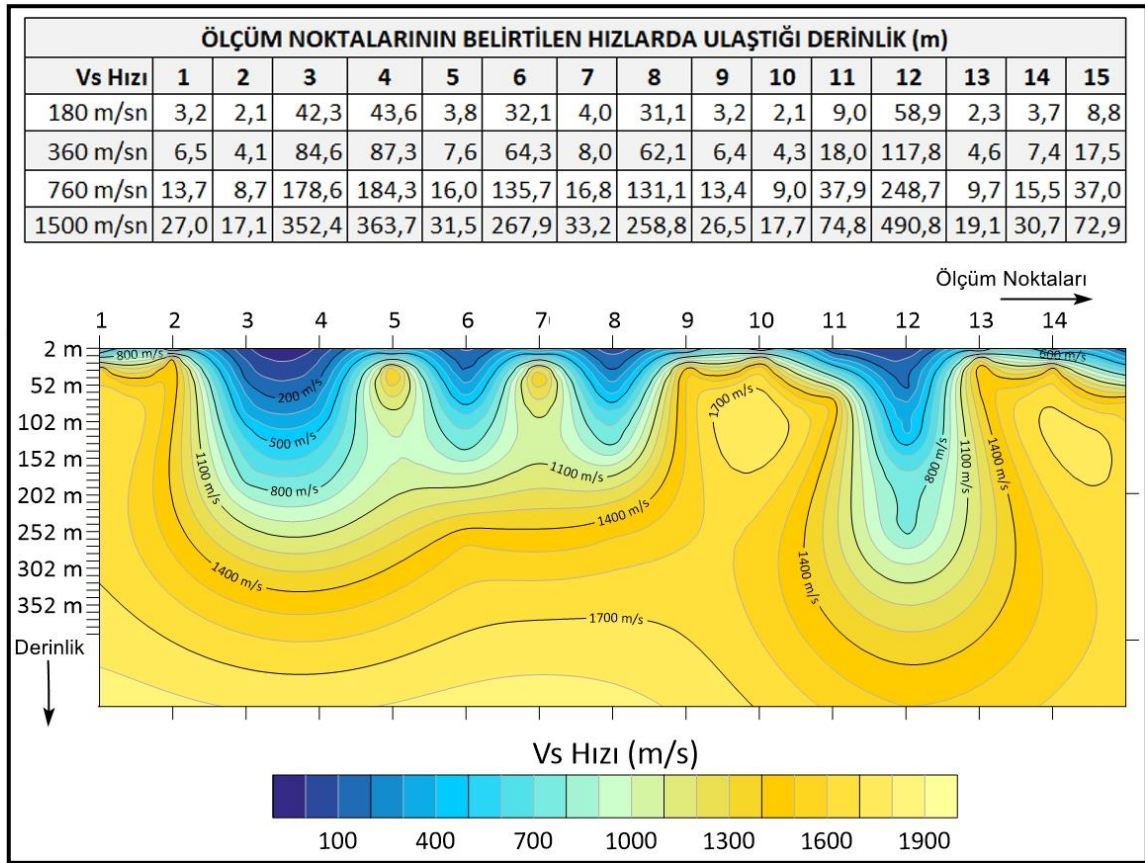 ÖLÇÜM NOKTALARININ BELİRTİLEN HIZLARDA ULAŞTIĞI DERİNLİK (m)
Vs Hızı 1 2 3 4 5 6 7 8 9 10 11 12 13 14 15
180 m/sn 3,2 2,1 42,3 43,6 3,8 32,1 4,0 31,1 3,2 2,1 9,0 58,9 2,3 3,7 8,8
360 m/sn 6,5 4,1 84,6 87,3 7,6 64,3 8,0 62,1 6,4 4,3 18,0 117,8 4,6 7,4 17,5
760 m/sn 13,7 8,7 178,6 184,3 16,0 135,7 16,8 131,1 13,4 9,0 37,9 248,7 9,7 15,5 37,0
1500 m/sn 27,0 17,1 352,4 363,7 31,5 267,9 33,2 258,8 26,5 17,7 74,8 490,8 19,1 30,7 72,9
Ölçüm Noktaları
1 2 3 4 5 6 7 8 9 10 11 12 13 14
2 m
52 m
102 m
152 m
202 m
252 m
302 m
352 m
Derinlik
800 m/s
200 m/s
500 m/s
800 m/s
1100 m/s
1400 m/s
1100 m/s
1400 m/s
1700 m/s
1700 m/s
1400 m/s
800 m/s
1100 m/s
1400 m/s
Vs Hızı (m/s)
100 400 700 1000 1300 1600 1900